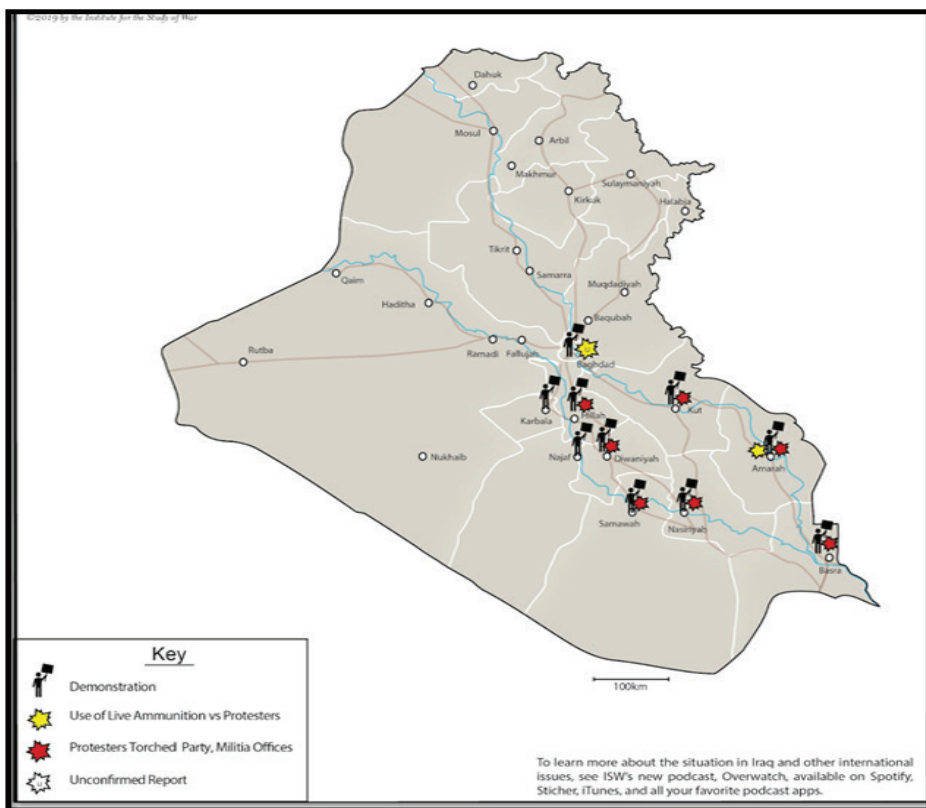 ©2019 by the Institute for the Study of War
Dahuk
Mosul
Arbil
Makhmur
Sulaymaniyah
Kirkuk
Halabja
Tikrit
Samarra
Qaim
Muqdadiyah
Haditha
Baqubah
Rutba
Ramadi
Fallujah
Baghdad
Karbala
Hillah
Kut
Nukhaib
Najaf
Diwaniyah
Amarah
Samawah
Nasiriyah
Basra
100km
Key
Demonstration
Use of Live Ammunition vs Protesters
Protesters Torched Party, Militia Offices
Unconfirmed Report
To learn more about the situation in Iraq and other international
issues, see ISW's new podcast, Overwatch, available on Spotify,
Sticher, iTunes, and all your favorite podcast apps.